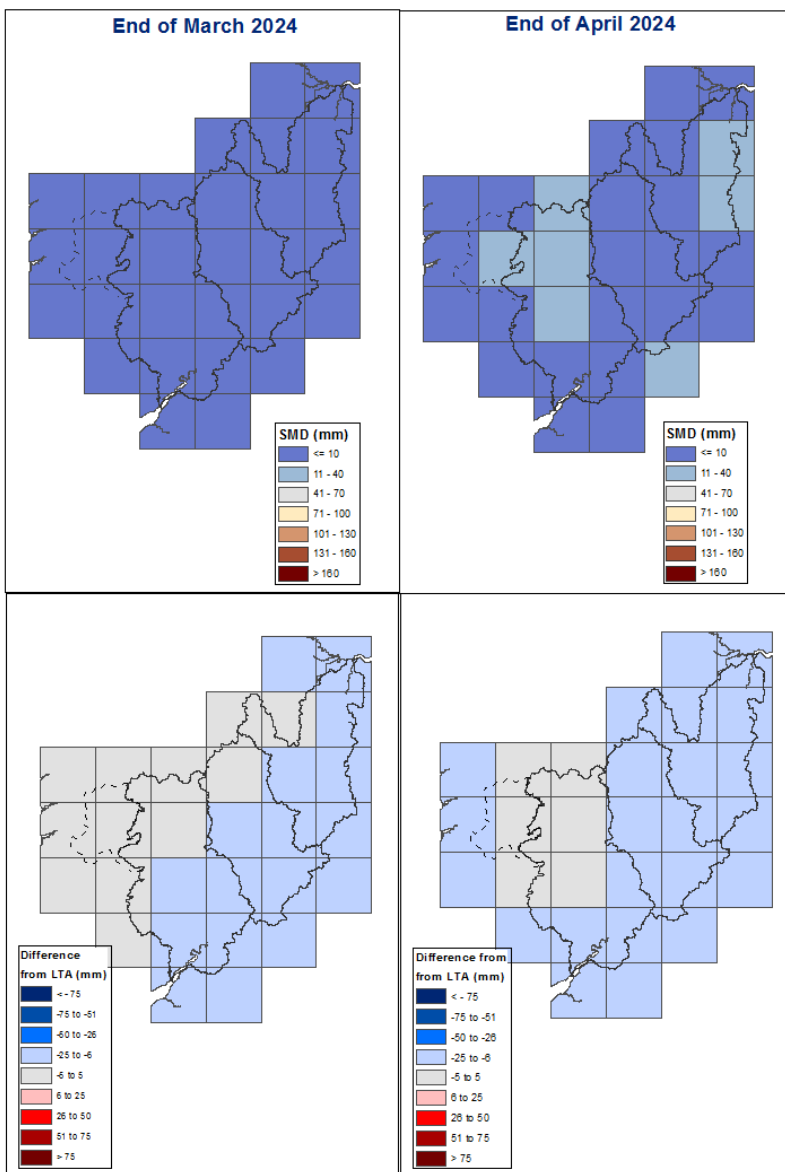 End of March 2024
SMD (mm)
<= 10
11 - 40
41 - 70
71 - 100
101 - 130
131 - 160
> 160
End of April 2024
SMD (mm)
<= 10
11 - 40
41 - 70
71 - 100
101 - 130
131 - 160
> 160
Difference
from LTA (mm)
< - 75
-75 to -51
-50 to -26
-25 to -6
-5 to 5
6 to 25
26 to 50
51 to 75
> 75
Difference from
from LTA (mm)
< - 75
-75 to -51
-50 to -26
-25 to -6
-5 to 5
6 to 25
26 to 50
51 to 75
> 75